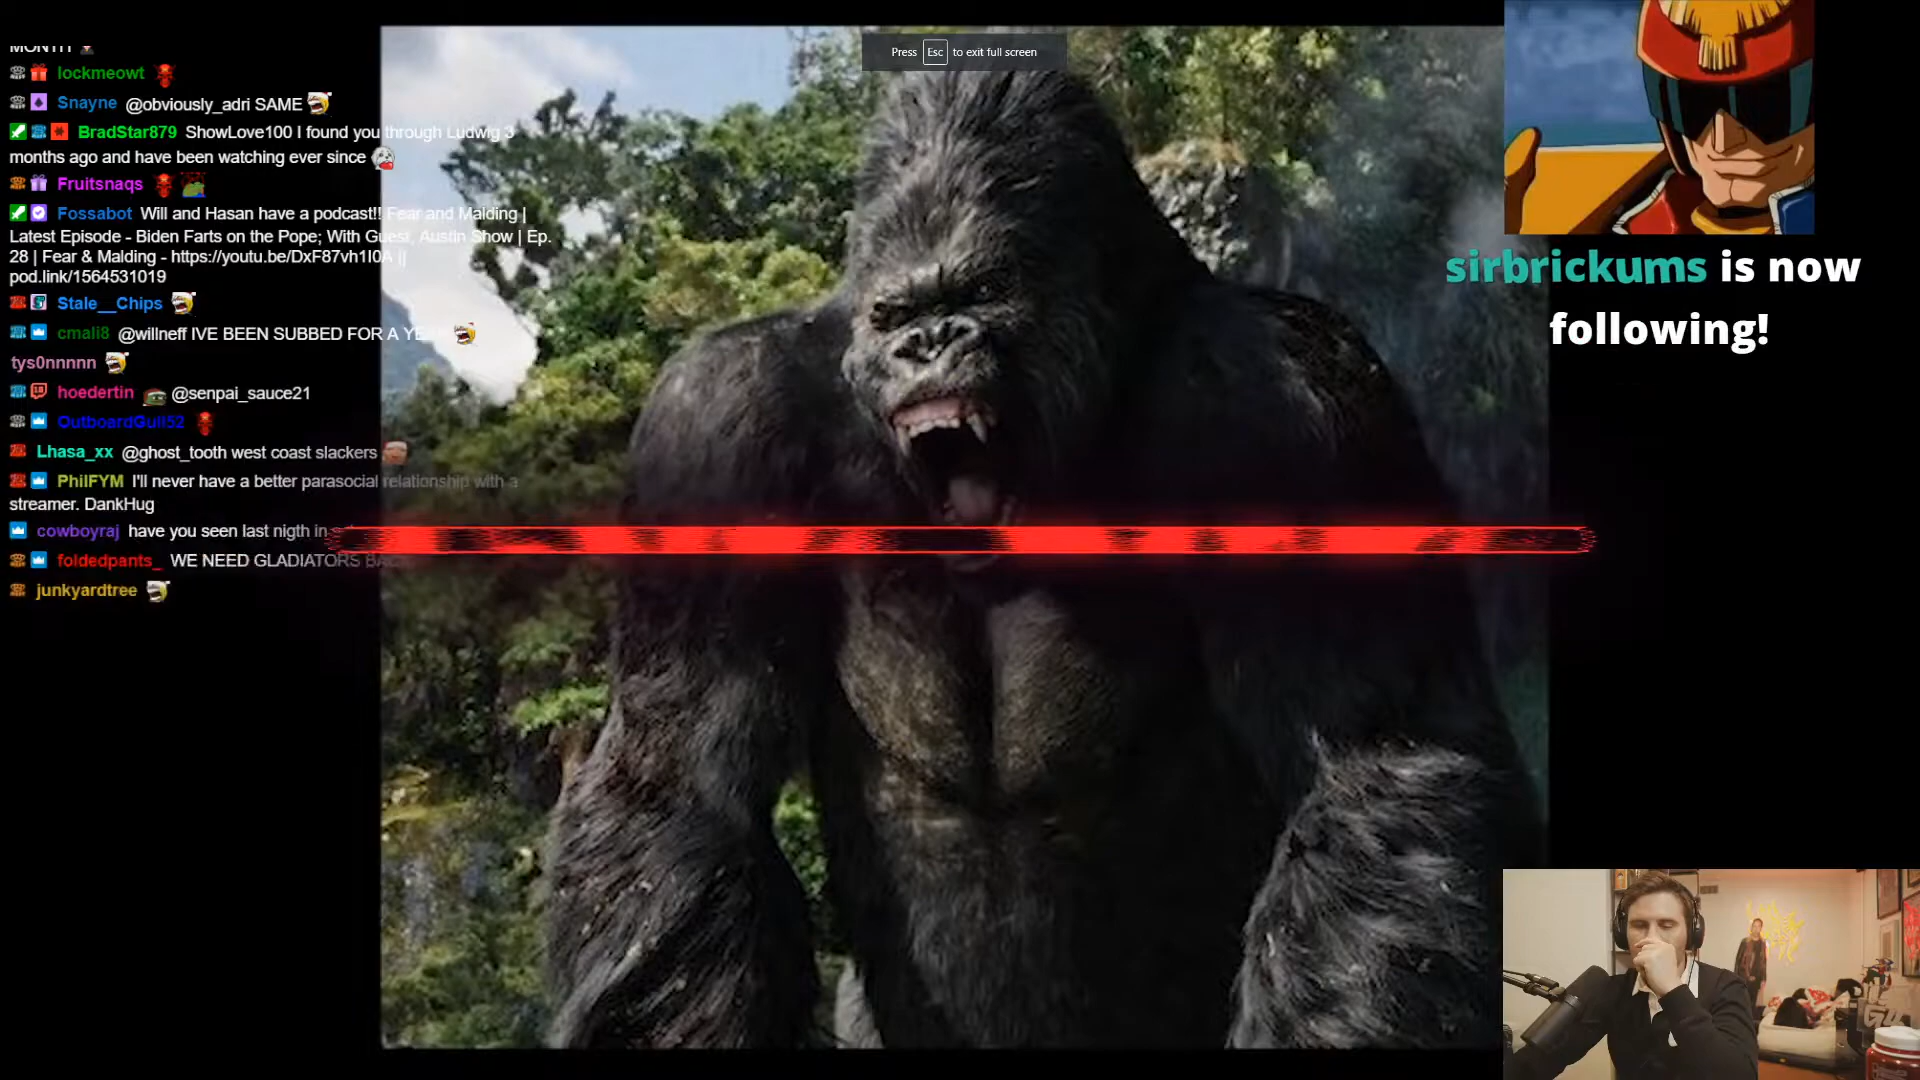 MONTH
lockmeowt
Snayne @obviously_adri SAME
BradStar879 ShowLove100 I found you through Ludwig 3
months ago and have been watching ever since
Fruitsnaqs
Fossabot Will and Hasan have a podcast!! Fear and Malding |
Latest Episode - Biden Farts on the Pope; With Guest, Austin Show | Ep.
28 | Fear & Malding - https://youtu.be/DxF87vh1I0A ||
pod.link/1564531019
Stale__Chips
cmali8 @willneff IVE BEEN SUBBED FOR A
tys0nnnnn
hoedertin @senpai_sauce21
OutboardGull52
Lhasa_xx @ghost_tooth west coast slackers
PhilFYM I'll never have a better parasocial relationship with a
streamer. DankHug
cowboyraj have you seen last nigth in
foldedpants_ WE NEED GLADIATORS BACK
junkyardtree
Press Esc to exit full screen
sirbrickums is now
following!